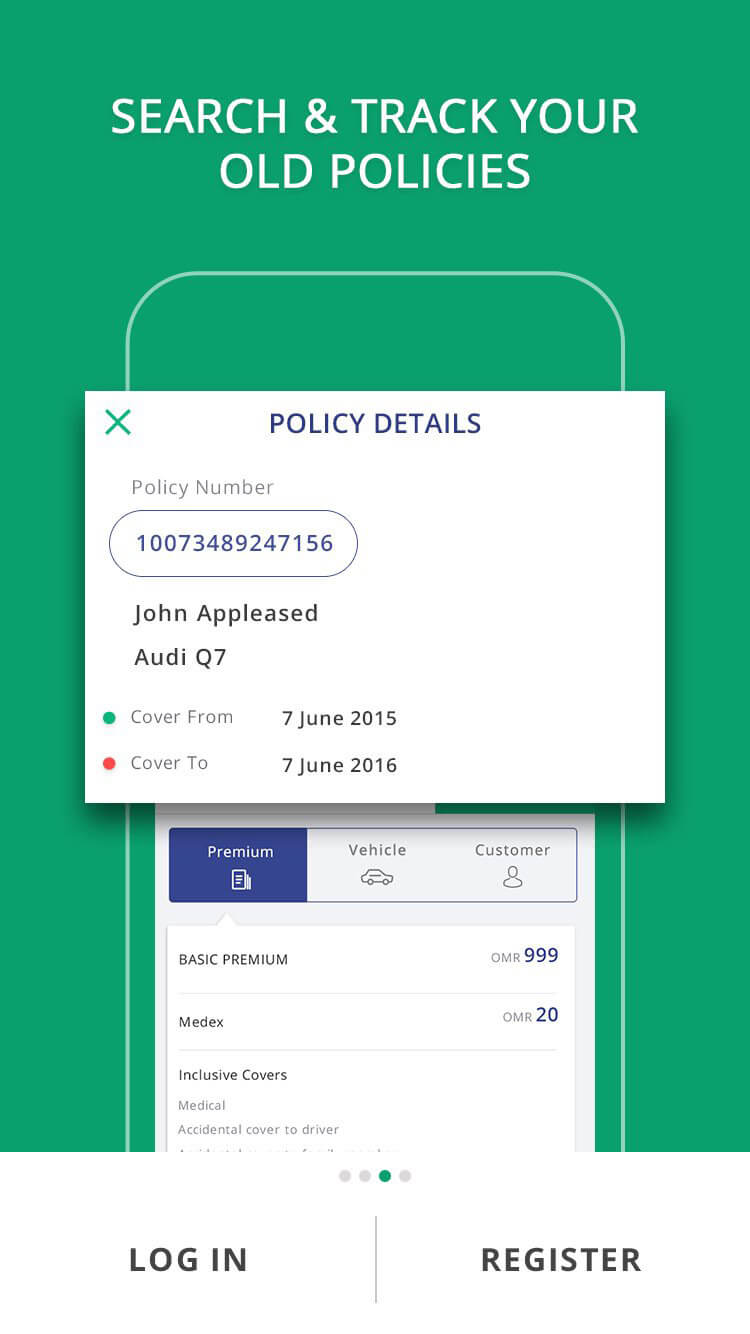 SEARCH & TRACK YOUR
OLD POLICIES
POLICY DETAILS
Policy Number
10073489247156
John Appleased
Audi Q7
Cover From 7 June 2015
Cover To 7 June 2016
Premium Vehicle Customer
BASIC PREMIUM OMR 999
Medex OMR 20
Inclusive Covers
Medical
Accidental cover to driver
LOG IN REGISTER